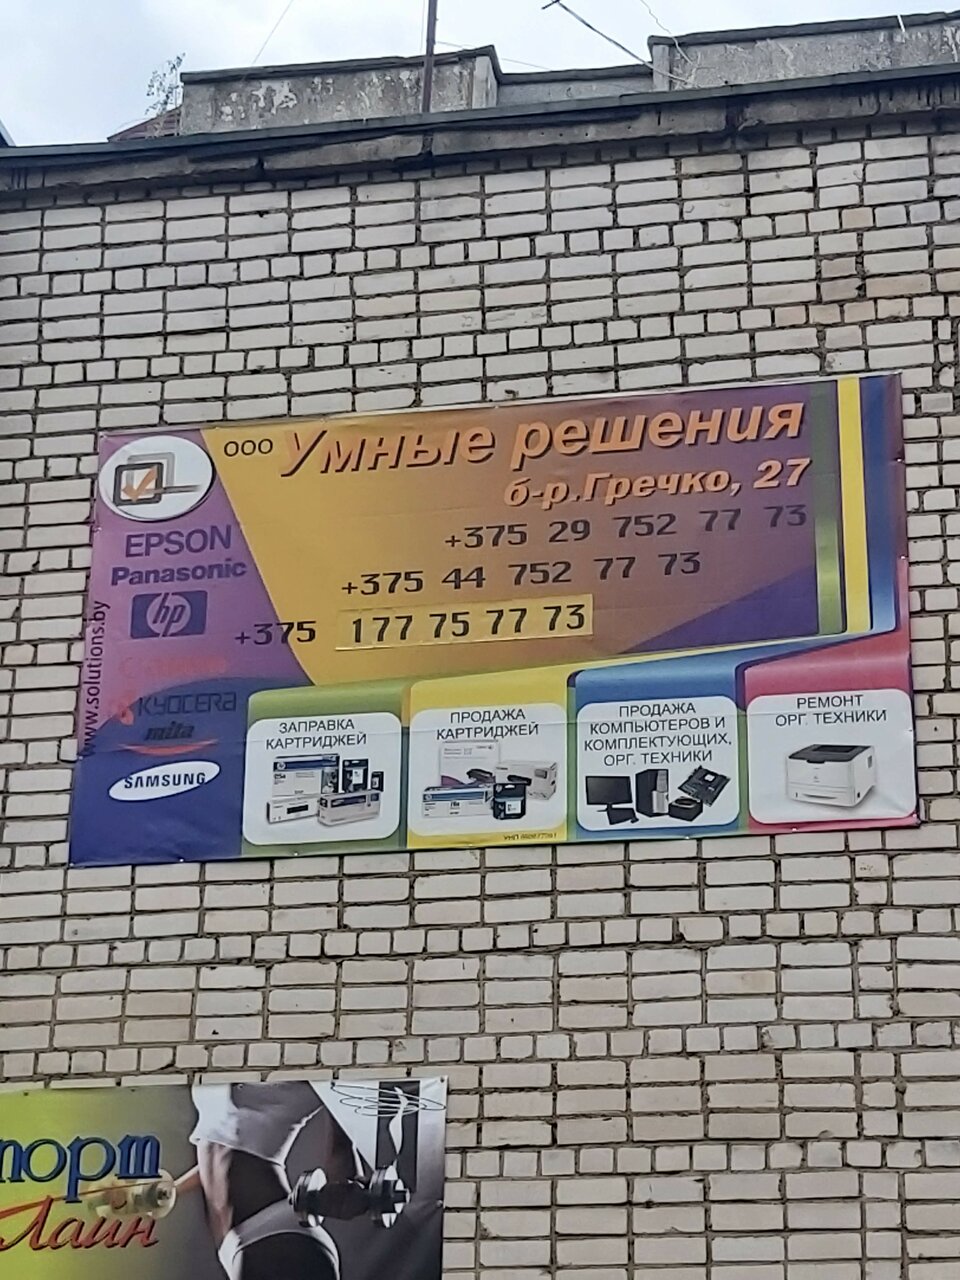 ООО Умные решения
б-р.Гречко, 27
+375 29 752 77 73
+375 44 752 77 73
+375 177 75 77 73
EPSON
Panasonic
hp
KYOCERA
mita
SAMSUNG
www.solutions.by
ЗАПРАВКА
КАРТРИДЖЕЙ
ПРОДАЖА
КАРТРИДЖЕЙ
ПРОДАЖА
КОМПЬЮТЕРОВ И
КОМПЛЕКТУЮЩИХ,
ОРГ. ТЕХНИКИ
РЕМОНТ
ОРГ. ТЕХНИКИ
УНП
порт
Лайн